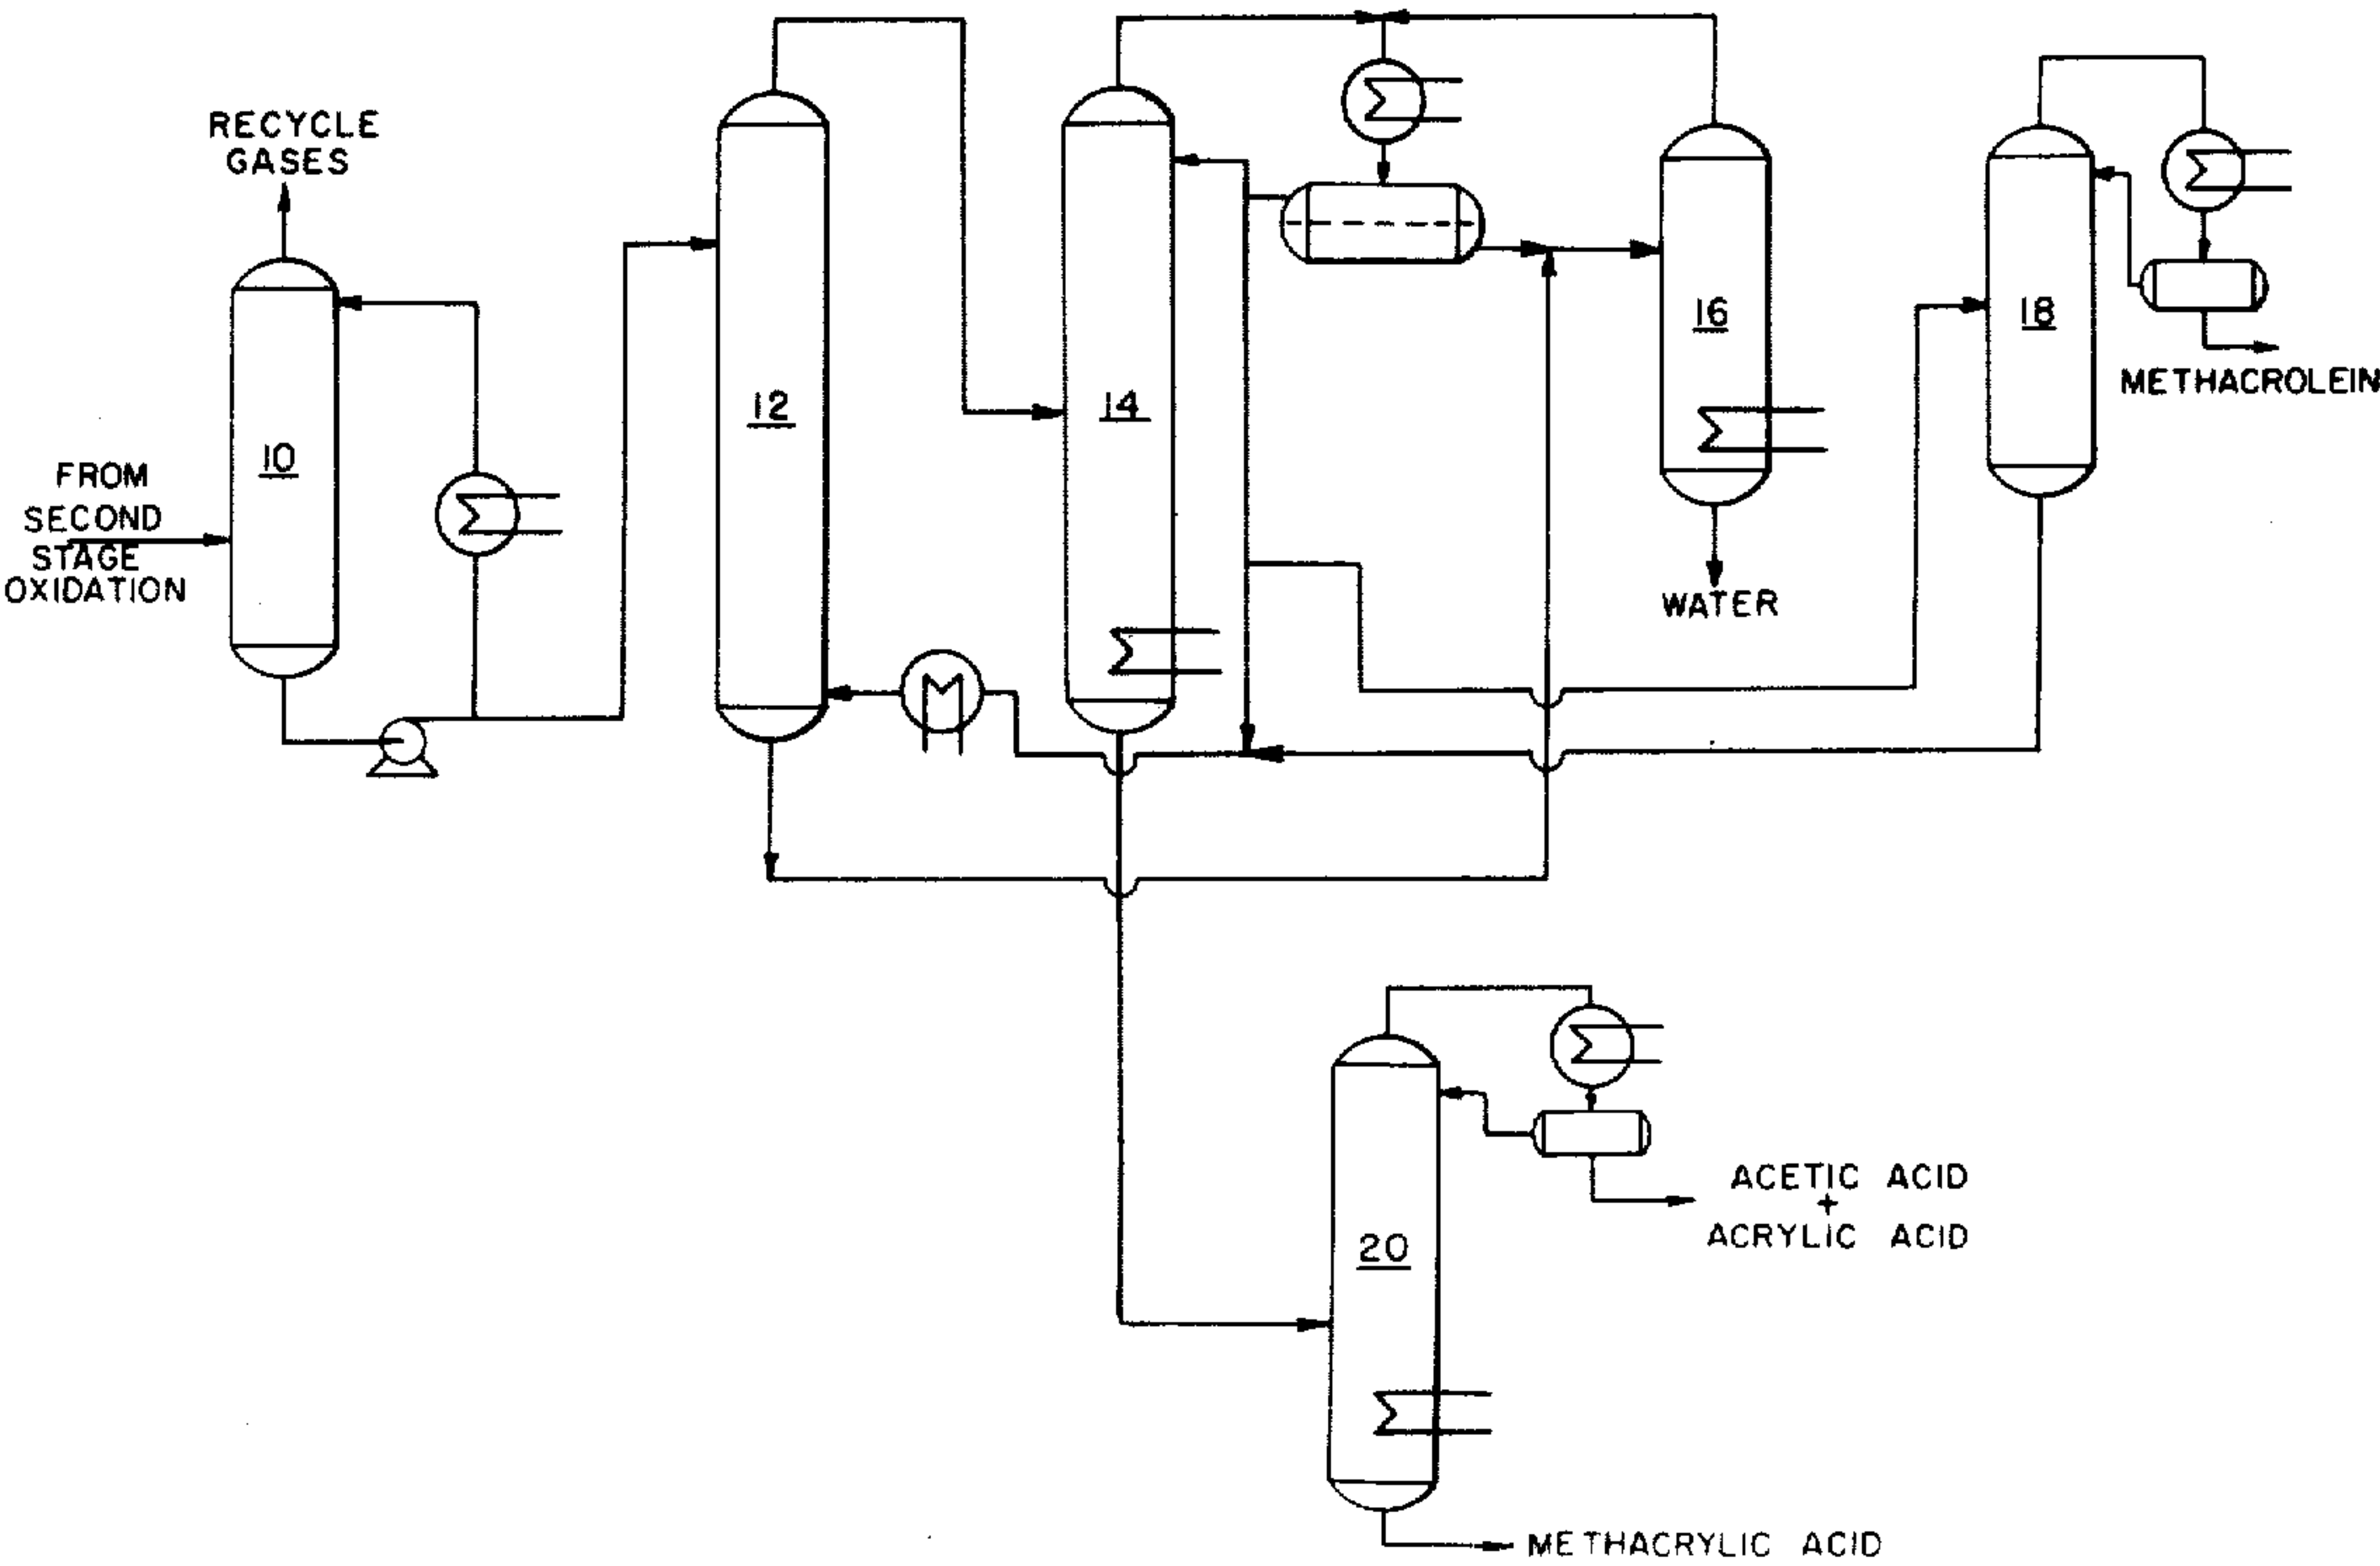 RECYCLE
GASES
FROM
SECOND
STAGE
OXIDATION
10
12
14
16
18
METHACROLEIN
WATER
20
ACETIC ACID
+
ACRYLIC ACID
METHACRYLIC ACID